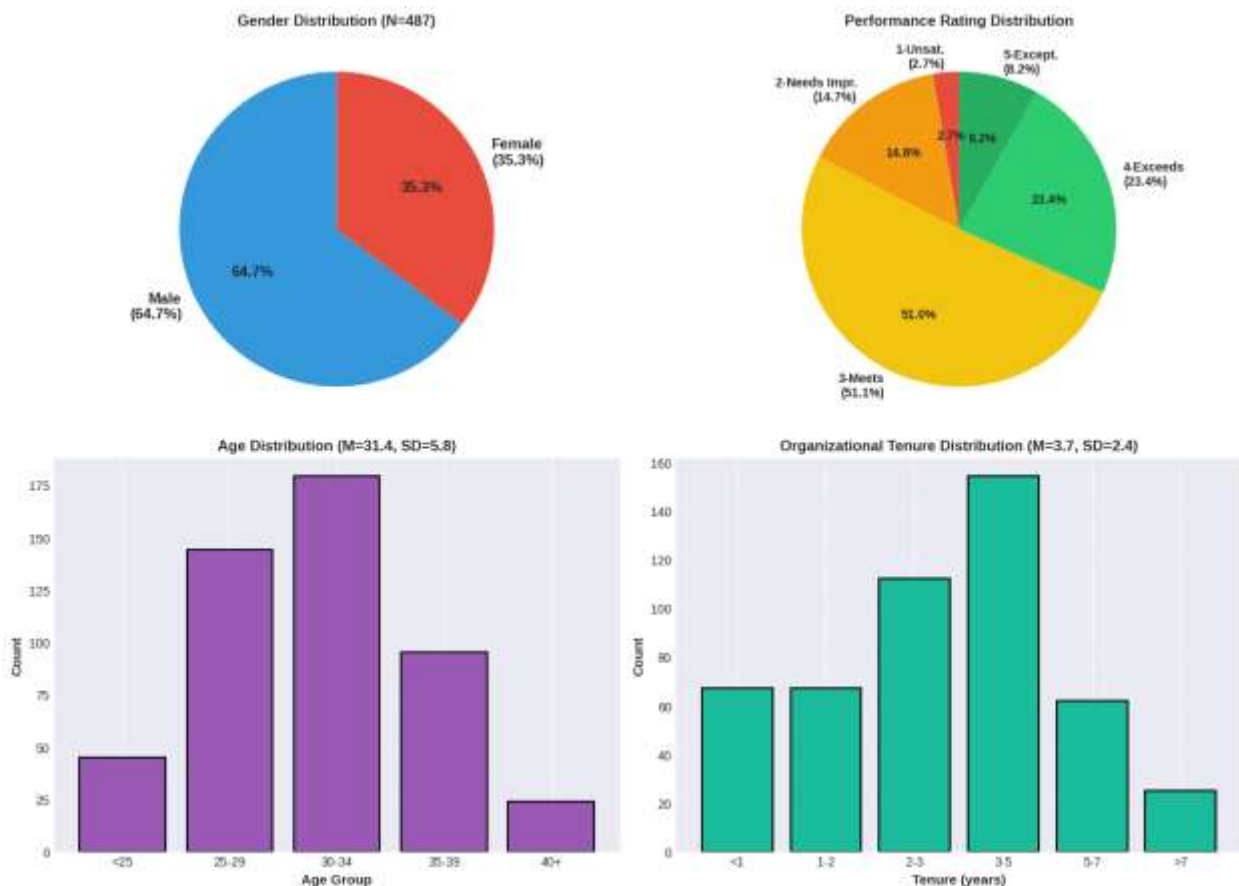 Gender Distribution (N=487)
Female
(35.3%)
35.3%
64.7%
Male
(64.7%)
Performance Rating Distribution
1-Unsat.
(2.7%)
5-Except.
(8.2%)
2-Needs Impr.
(14.7%)
2.7%
8.2%
14.8%
4-Exceeds
(23.4%)
23.4%
51.0%
3-Meets
(51.1%)
Age Distribution (M=31.4, SD=5.8)
175
150
125
100
75
50
25
0
Count
<25
25-29
30-34
35-39
40+
Age Group
Organizational Tenure Distribution (M=3.7, SD=2.4)
160
140
120
100
80
60
40
20
0
Count
<1
1-2
2-3
3-5
5-7
>7
Tenure (years)